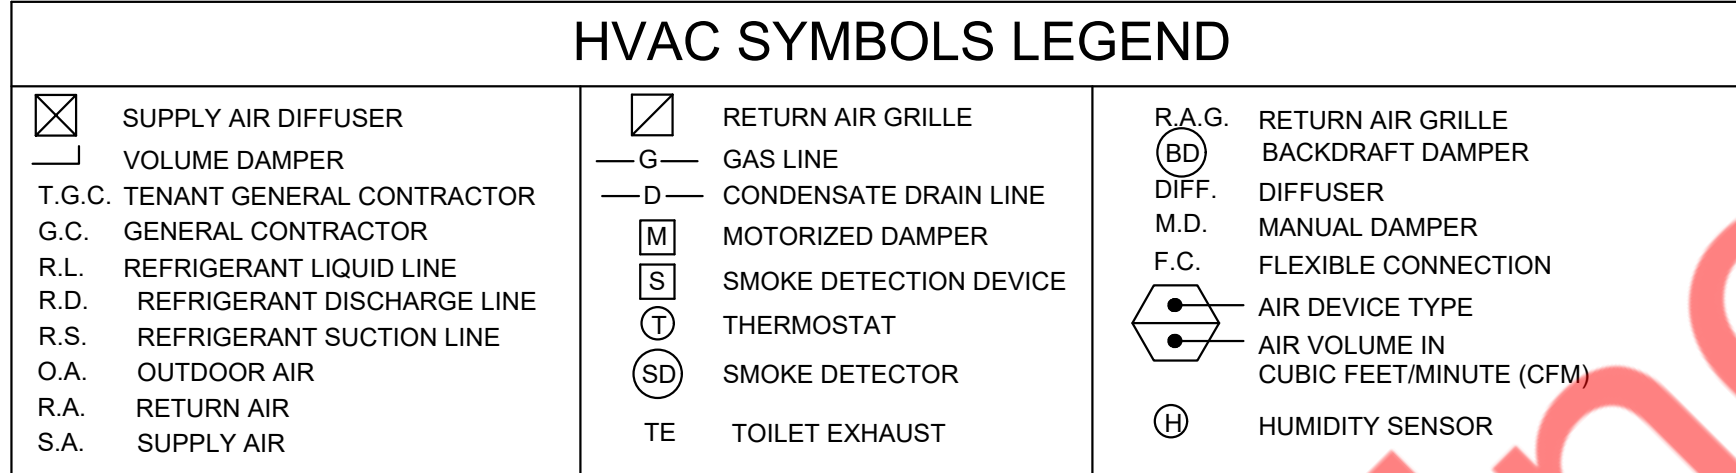 HVAC SYMBOLS LEGEND
SUPPLY AIR DIFFUSER
VOLUME DAMPER
T.G.C. TENANT GENERAL CONTRACTOR
G.C. GENERAL CONTRACTOR
R.L. REFRIGERANT LIQUID LINE
R.D. REFRIGERANT DISCHARGE LINE
R.S. REFRIGERANT SUCTION LINE
O.A. OUTDOOR AIR
R.A. RETURN AIR
S.A. SUPPLY AIR
RETURN AIR GRILLE
G GAS LINE
D CONDENSATE DRAIN LINE
M MOTORIZED DAMPER
S SMOKE DETECTION DEVICE
T THERMOSTAT
SD SMOKE DETECTOR
TE TOILET EXHAUST
R.A.G. RETURN AIR GRILLE
BD BACKDRAFT DAMPER
DIFF. DIFFUSER
M.D. MANUAL DAMPER
F.C. FLEXIBLE CONNECTION
AIR DEVICE TYPE
AIR VOLUME IN
CUBIC FEET/MINUTE (CFM)
H HUMIDITY SENSOR